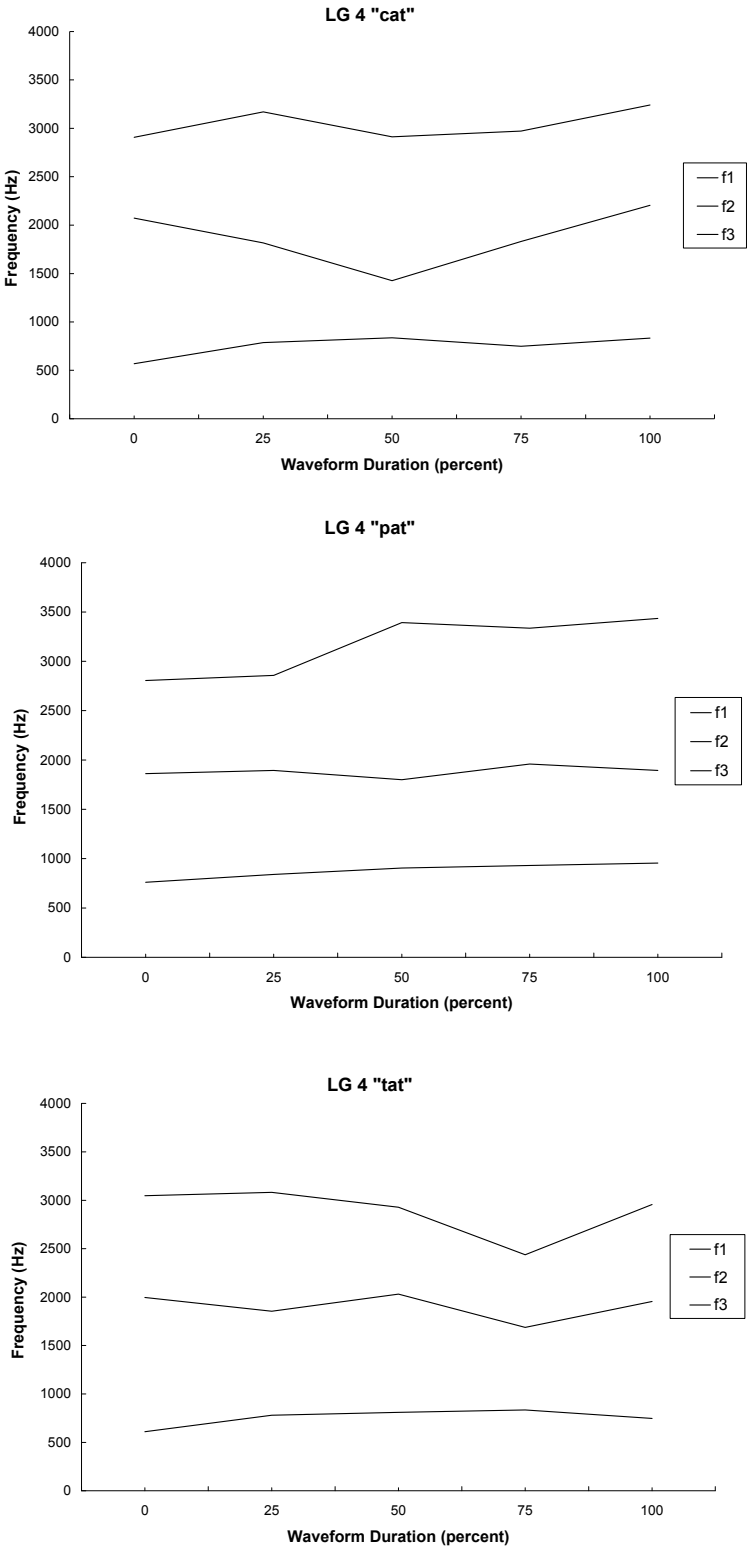 LG 4 "cat"
4000
3500
3000
2500
2000
1500
1000
500
0
Frequency (Hz)
0 25 50 75 100
Waveform Duration (percent)
f1
f2
f3
LG 4 "pat"
4000
3500
3000
2500
2000
1500
1000
500
0
Frequency (Hz)
0 25 50 75 100
Waveform Duration (percent)
f1
f2
f3
LG 4 "tat"
4000
3500
3000
2500
2000
1500
1000
500
0
Frequency (Hz)
0 25 50 75 100
Waveform Duration (percent)
f1
f2
f3